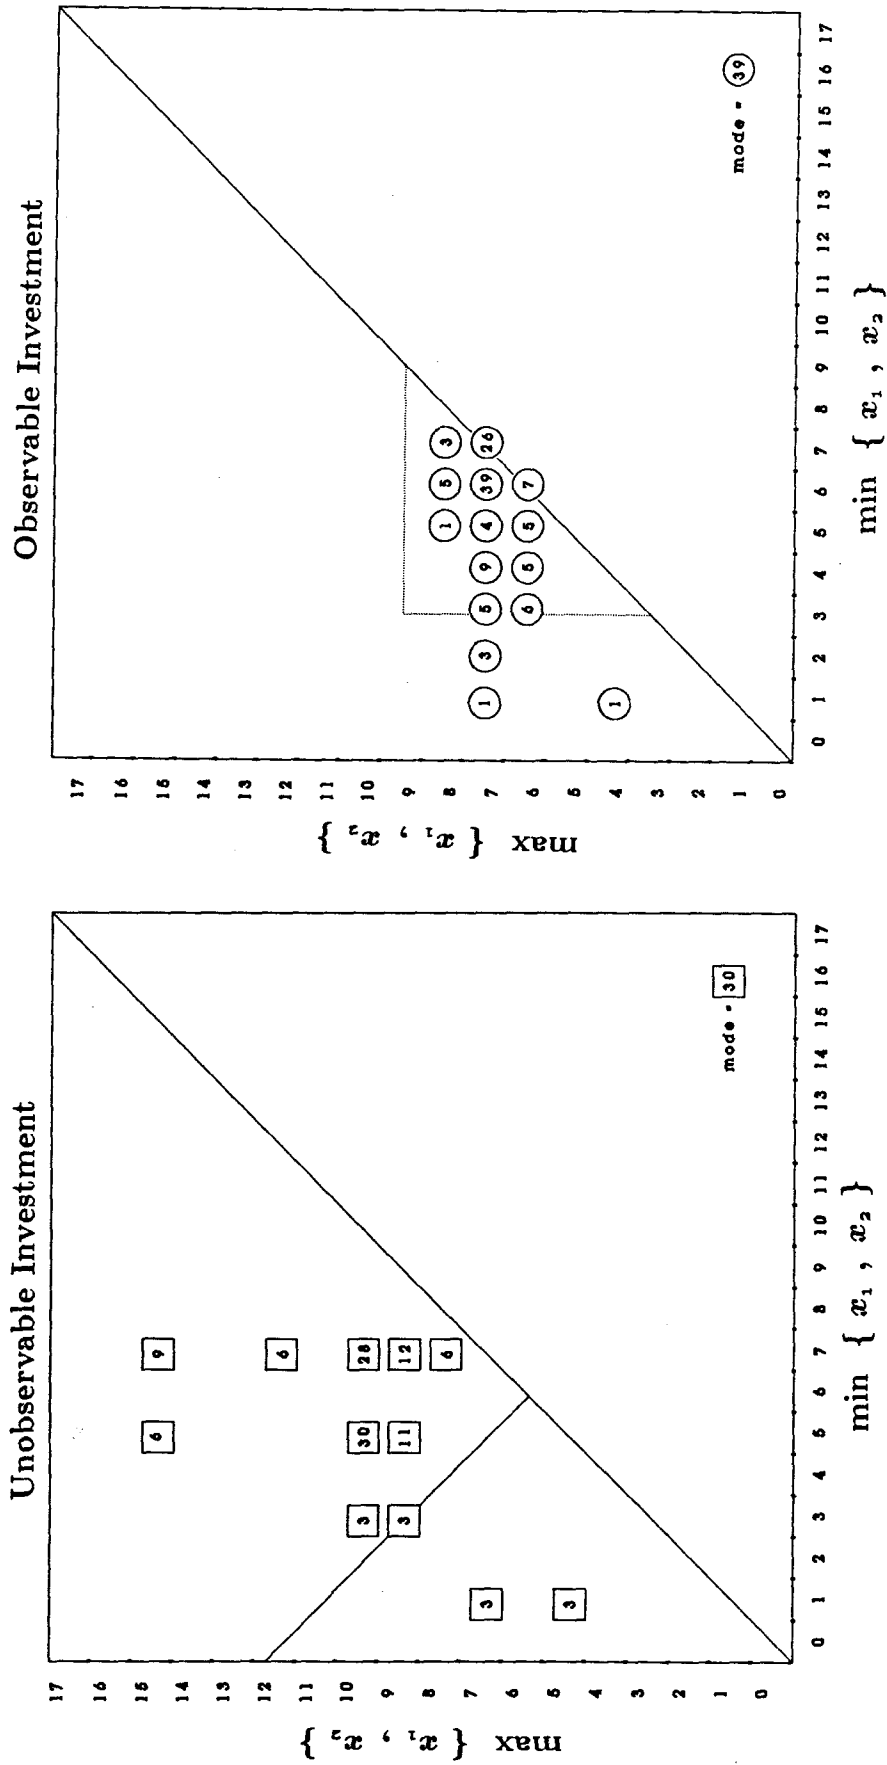 Unobservable Investment
max { x₁ , x₂ }
17
16
15
14
13
12
11
10
9
8
7
6
5
4
3
2
1
0
6 9
6
3 30 28
3 11 12
6
3
3
mode = 30
0 1 2 3 4 5 6 7 8 9 10 11 12 13 14 15 16 17
min { x₁ , x₂ }
Observable Investment
max { x₁ , x₂ }
17
16
15
14
13
12
11
10
9
8
7
6
5
4
3
2
1
0
1 5 3
1 3 5 9 4 39 26
6 5 5 7
1
mode = 39
0 1 2 3 4 5 6 7 8 9 10 11 12 13 14 15 16 17
min { x₁ , x₂ }